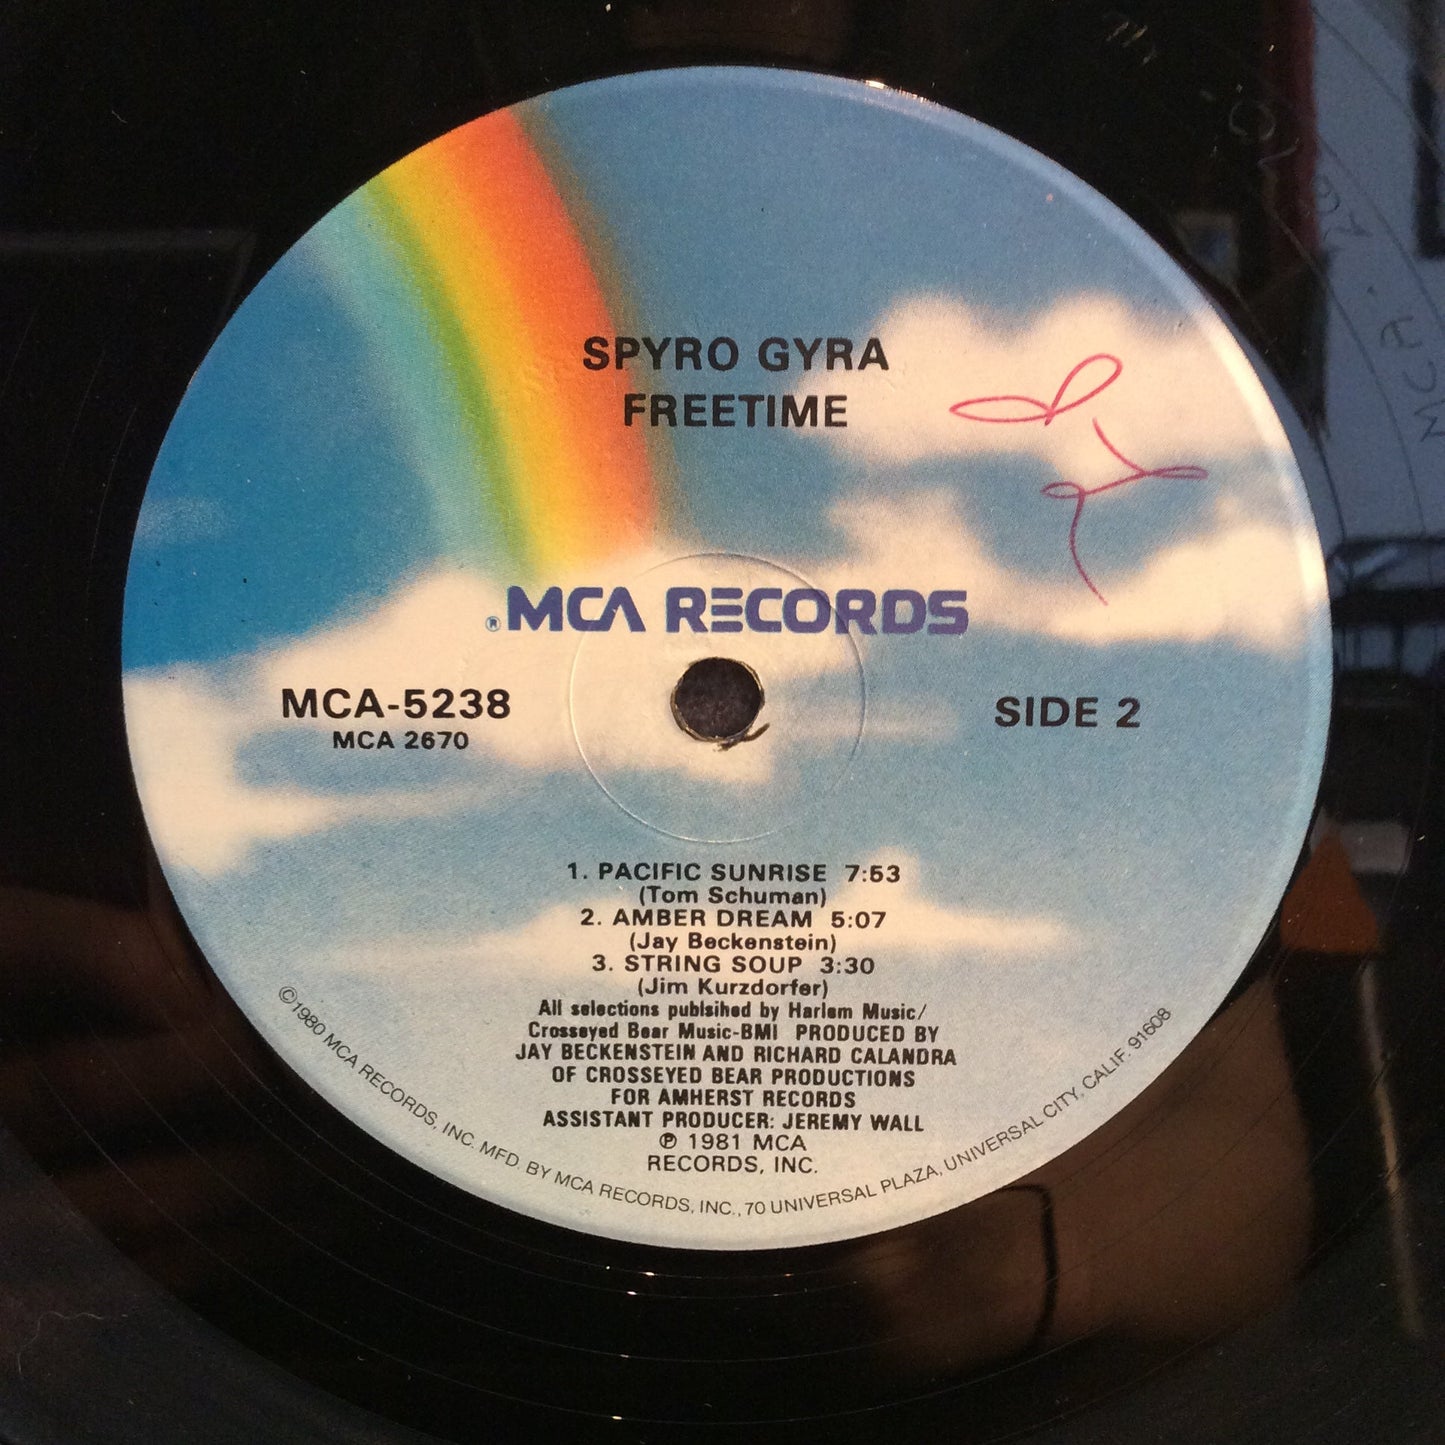 SPYRO GYRA
FREETIME
®MCA RECORDS
MCA-5238
MCA 2670
SIDE 2
1. PACIFIC SUNRISE 7:53
(Tom Schuman)
2. AMBER DREAM 5:07
(Jay Beckenstein)
3. STRING SOUP 3:30
(Jim Kurzdorfer)
All selections publsihed by Harlem Music/
Crosseyed Bear Music-BMI PRODUCED BY
JAY BECKENSTEIN AND RICHARD CALANDRA
OF CROSSEYED BEAR PRODUCTIONS
FOR AMHERST RECORDS
ASSISTANT PRODUCER: JEREMY WALL
℗ 1981 MCA
RECORDS, INC.
©1980 MCA RECORDS, INC. MFD. BY MCA RECORDS, INC., 70 UNIVERSAL PLAZA, UNIVERSAL CITY, CALIF. 91608